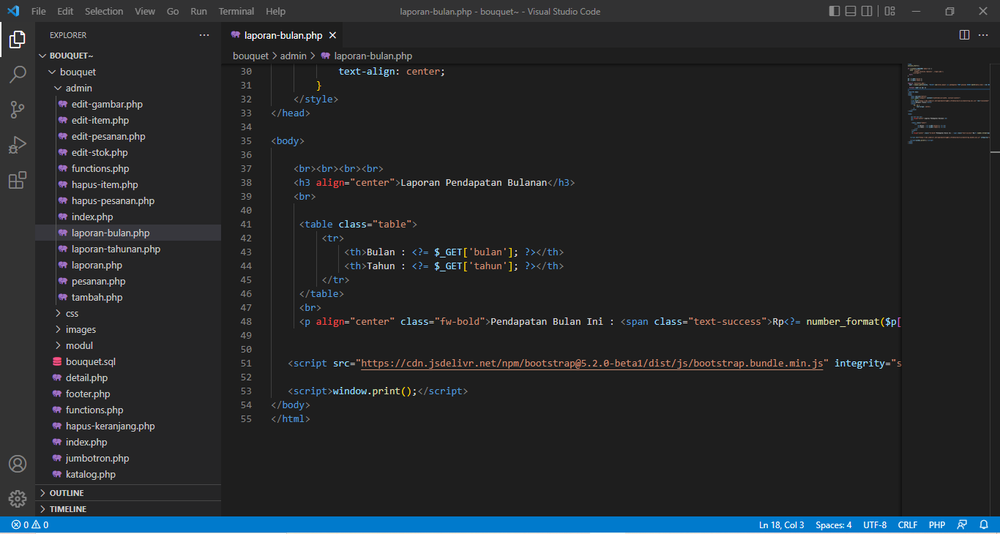 File Edit Selection View Go Run Terminal Help
laporan-bulan.php - bouquet~ - Visual Studio Code
EXPLORER
BOUQUET~
bouquet
admin
edit-gambar.php
edit-item.php
edit-pesanan.php
edit-stok.php
functions.php
hapus-item.php
hapus-pesanan.php
index.php
laporan-bulan.php
laporan-tahunan.php
laporan.php
pesanan.php
tambah.php
css
images
modul
bouquet.sql
detail.php
footer.php
functions.php
hapus-keranjang.php
index.php
jumbotron.php
katalog.php
OUTLINE
TIMELINE
laporan-bulan.php
bouquet > admin > laporan-bulan.php
30 text-align: center;
31 }
32 </style>
33 </head>
34
35 <body>
36
37 <br><br><br><br>
38 <h3 align="center">Laporan Pendapatan Bulanan</h3>
39 <br>
40
41 <table class="table">
42 <tr>
43 <th>Bulan : <?= $_GET['bulan']; ?></th>
44 <th>Tahun : <?= $_GET['tahun']; ?></th>
45 </tr>
46 </table>
47 <br>
48 <p align="center" class="fw-bold">Pendapatan Bulan Ini : <span class="text-success">Rp<?= number_format($p[
49
50
51 <script src="https://cdn.jsdelivr.net/npm/bootstrap@5.2.0-beta1/dist/js/bootstrap.bundle.min.js" integrity="s
52
53 <script>window.print();</script>
54 </body>
55 </html>
0 0
Ln 18, Col 3 Spaces: 4 UTF-8 CRLF PHP